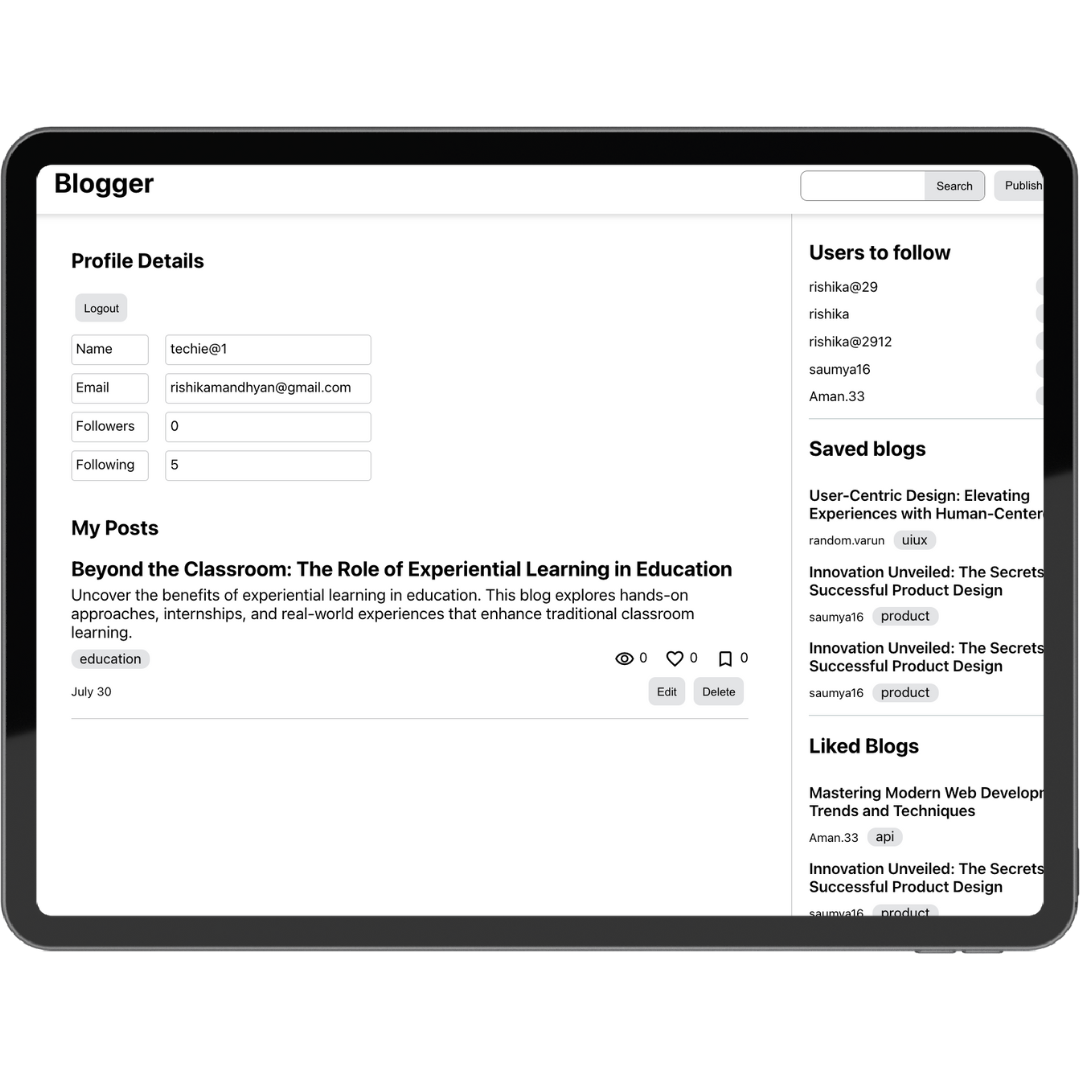 Blogger
Search
Publish
Profile Details
Logout
Name
techie@1
Email
rishikamandhyan@gmail.com
Followers
0
Following
5
My Posts
Beyond the Classroom: The Role of Experiential Learning in Education
Uncover the benefits of experiential learning in education. This blog explores hands-on
approaches, internships, and real-world experiences that enhance traditional classroom
learning.
education
0 0 0
July 30
Edit
Delete
Users to follow
rishika@29
rishika
rishika@2912
saumya16
Aman.33
Saved blogs
User-Centric Design: Elevating
Experiences with Human-Center
random.varun uiux
Innovation Unveiled: The Secrets
Successful Product Design
saumya16 product
Innovation Unveiled: The Secrets
Successful Product Design
saumya16 product
Liked Blogs
Mastering Modern Web Develop
Trends and Techniques
Aman.33 api
Innovation Unveiled: The Secrets
Successful Product Design
saumya16 product